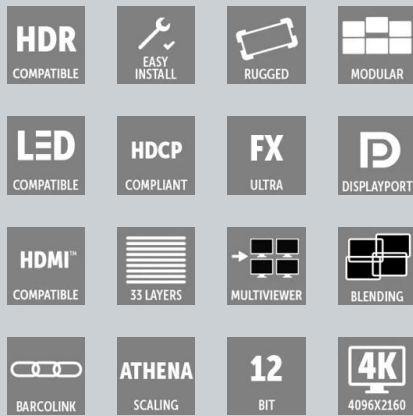 HDR
COMPATIBLE
EASY
INSTALL
RUGGED
MODULAR
LED
COMPATIBLE
HDCP
COMPLIANT
FX
ULTRA
DISPLAYPORT
HDMI™
COMPATIBLE
33 LAYERS
MULTIVIEWER
BLENDING
BARCOLINK
ATHENA
SCALING
12
BIT
4K
4096X2160